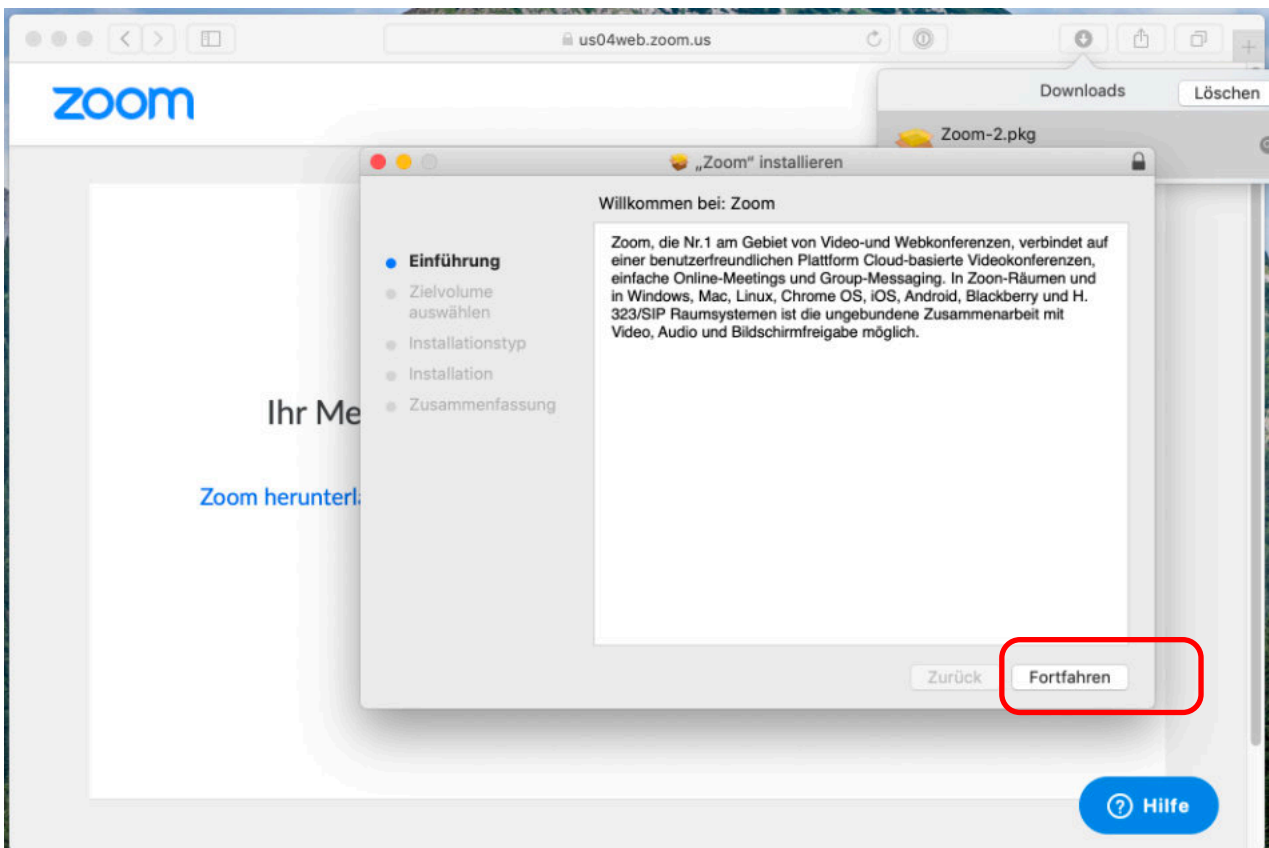 us04web.zoom.us
zoom
Downloads
Löschen
Zoom-2.pkg
„Zoom“ installieren
Willkommen bei: Zoom
Einführung
Zielvolume
auswählen
Installationstyp
Installation
Zusammenfassung
Zoom, die Nr.1 am Gebiet von Video-und Webkonferenzen, verbindet auf
einer benutzerfreundlichen Plattform Cloud-basierte Videokonferenzen,
einfache Online-Meetings und Group-Messaging. In Zoon-Räumen und
in Windows, Mac, Linux, Chrome OS, iOS, Android, Blackberry und H.
323/SIP Raumsystemen ist die ungebundene Zusammenarbeit mit
Video, Audio und Bildschirmfreigabe möglich.
Ihr Me
Zoom herunterl
Zurück
Fortfahren
Hilfe